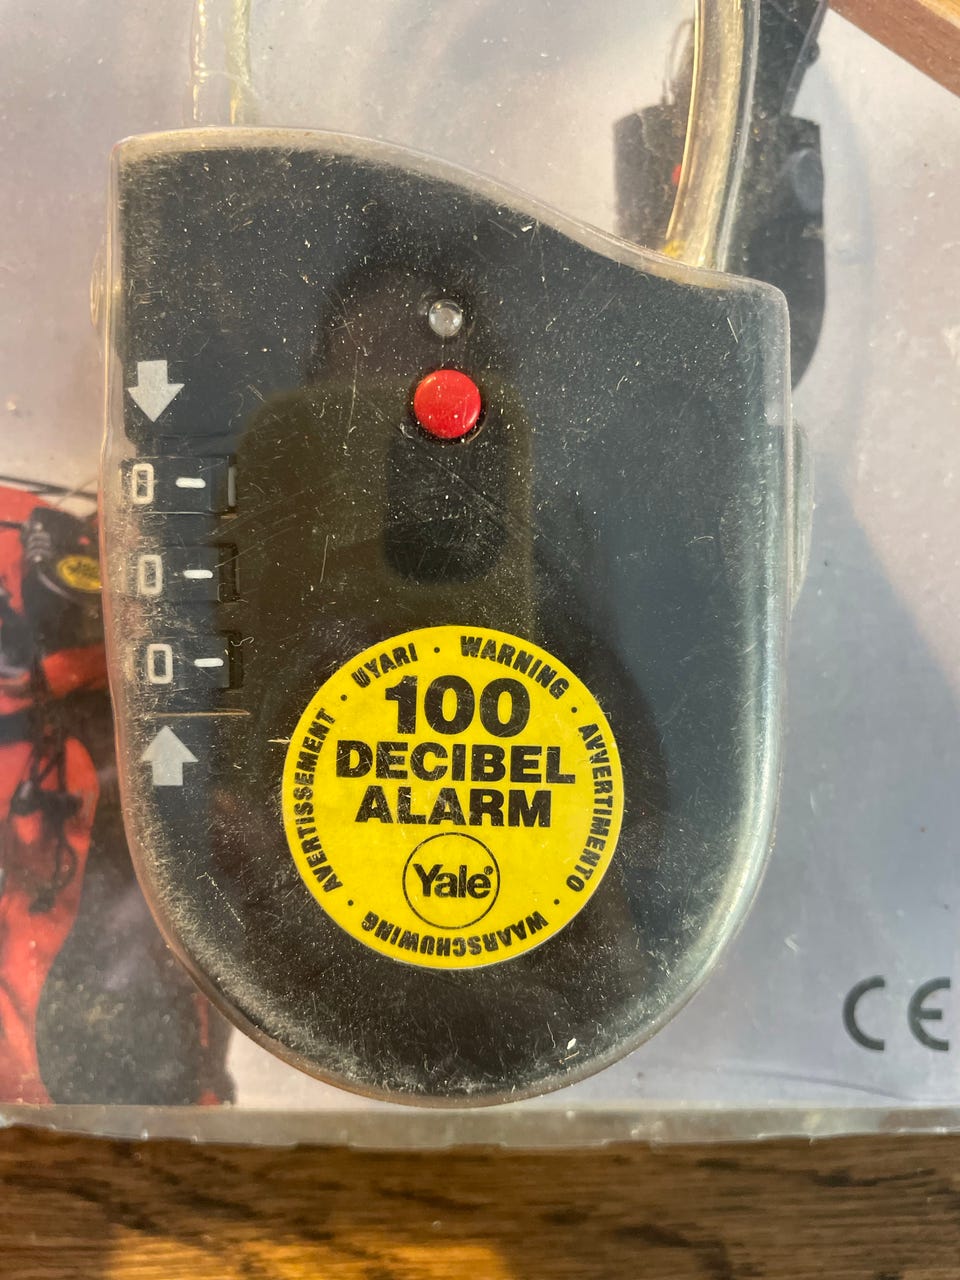 0 -
0 -
0 -
UYARI · WARNING · AVVERTIMENTO · WAARSCHUWING · AVERTISSEMENT ·
100
DECIBEL
ALARM
Yale®
CE